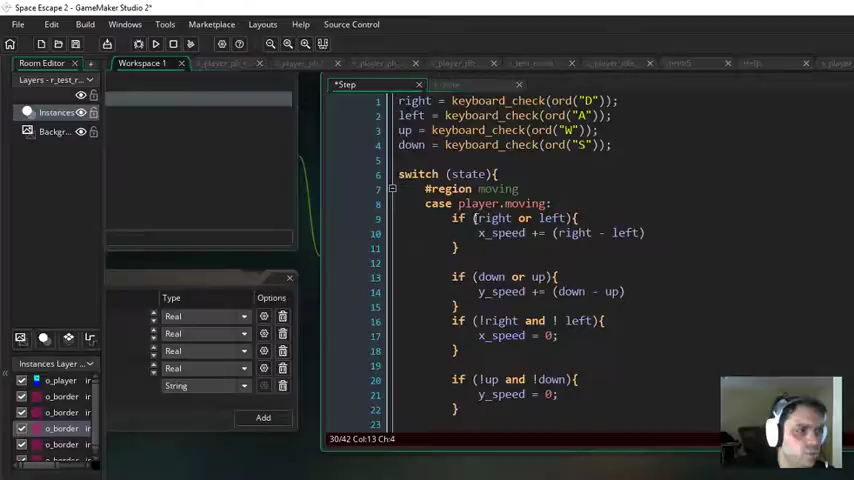 Space Escape 2 - GameMaker Studio 2*
File Edit Build Windows Tools Marketplace Layouts Help Source Control
Room Editor
Workspace 1
Layers - r_test_r...
Instances
Backgr...
*Step
1 right = keyboard_check(ord("D"));
2 left = keyboard_check(ord("A"));
3 up = keyboard_check(ord("W"));
4 down = keyboard_check(ord("S"));
5
6 switch (state){
7 #region moving
8 case player.moving:
9 if (right or left){
10 x_speed += (right - left)
11 }
12
13 if (down or up){
14 y_speed += (down - up)
15 }
16 if (!right and ! left){
17 x_speed = 0;
18 }
19
20 if (!up and !down){
21 y_speed = 0;
22 }
23
Type Options
Real
Real
Real
Real
String
Add
Instances Layer ...
o_player in
o_border in
o_border in
o_border in
o_border in
30/42 Col:13 Ch:4